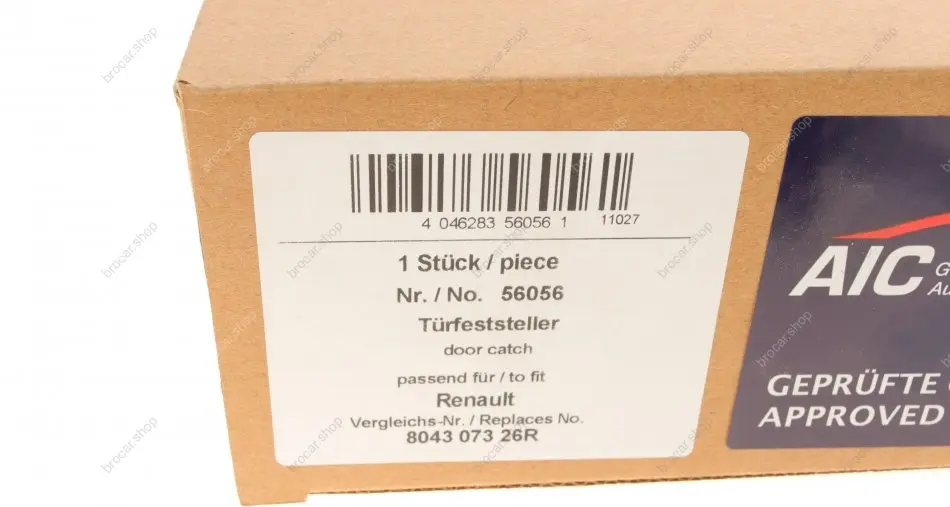 4 046283 56056 1 11027
1 Stück / piece
Nr. / No. 56056
Türfeststeller
door catch
passend für / to fit
Renault
Vergleichs-Nr. / Replaces No.
8043 073 26R
AIC
GEPRÜFTE
APPROVED
brocar.shop